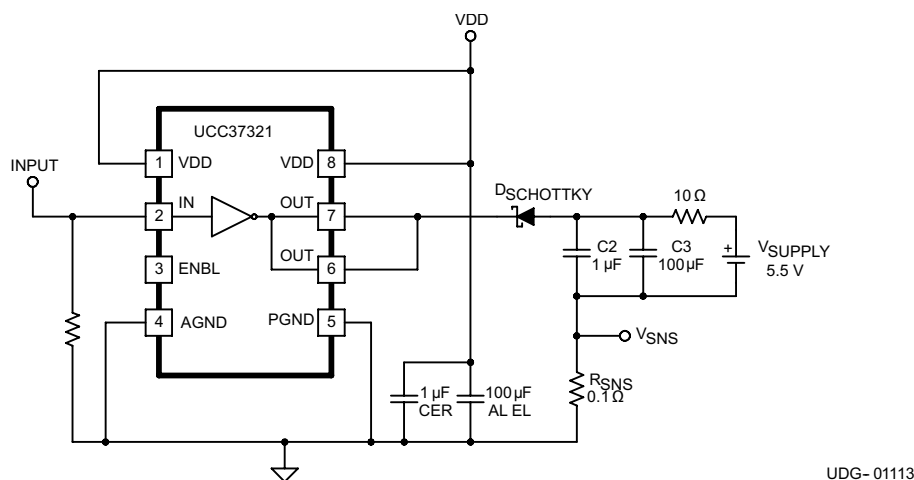 VDD
UCC37321
INPUT
1
VDD
VDD
8
2
IN
OUT
7
3
ENBL
OUT
6
4
AGND
PGND
5
DSCHOTTKY
10 Ω
C2
1 µF
C3
100 µF
+
VSUPPLY
5.5 V
VSNS
RSNS
0.1 Ω
1 µF
CER
100 µF
AL EL
UDG-01113